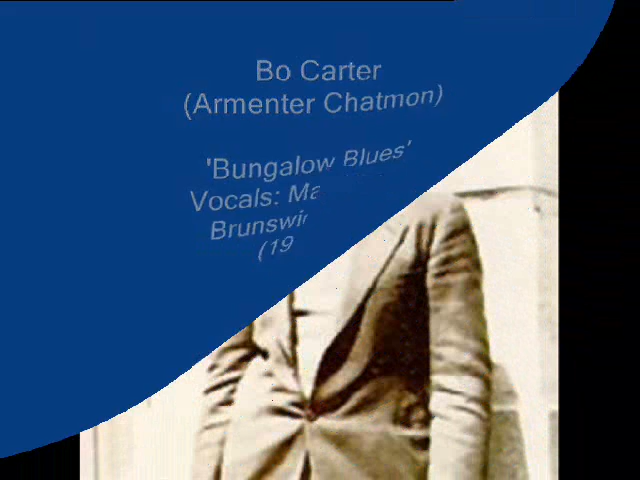 Bo Carter
(Armenter Chatmon)
'Bungalow Blues'
Vocals: